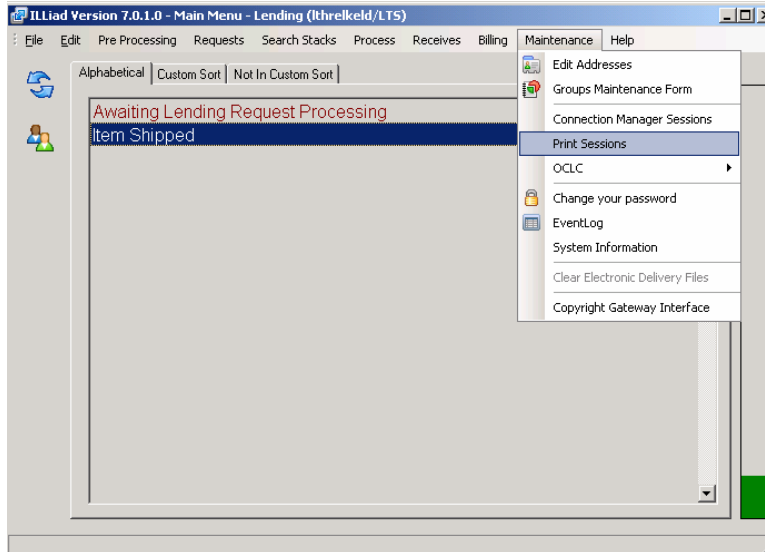 ILLiad Version 7.0.1.0 - Main Menu - Lending (lthrelkeld/LTS)
File Edit Pre Processing Requests Search Stacks Process Receives Billing Maintenance Help
Alphabetical Custom Sort Not In Custom Sort
Awaiting Lending Request Processing
Item Shipped
Edit Addresses
Groups Maintenance Form
Connection Manager Sessions
Print Sessions
OCLC
Change your password
EventLog
System Information
Clear Electronic Delivery Files
Copyright Gateway Interface